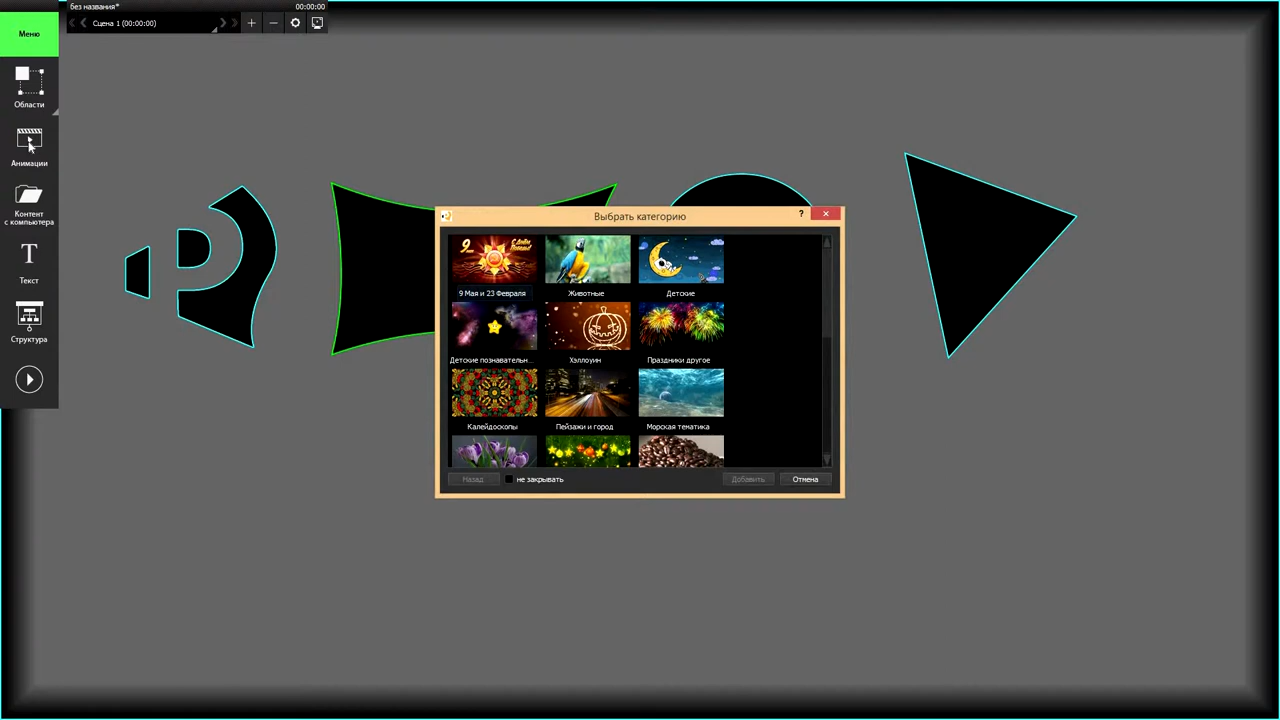 без названия* 00:00:00
Сцена 1 (00:00:00)
Меню
Области
Анимации
Контент
с компьютера
Текст
Структура
Выбрать категорию
9 Мая и 23 Февраля Животные Детские
Детские познавательн... Хэллоуин Праздники другое
Калейдоскопы Пейзажи и город Морская тематика
Назад не закрывать Добавить Отмена